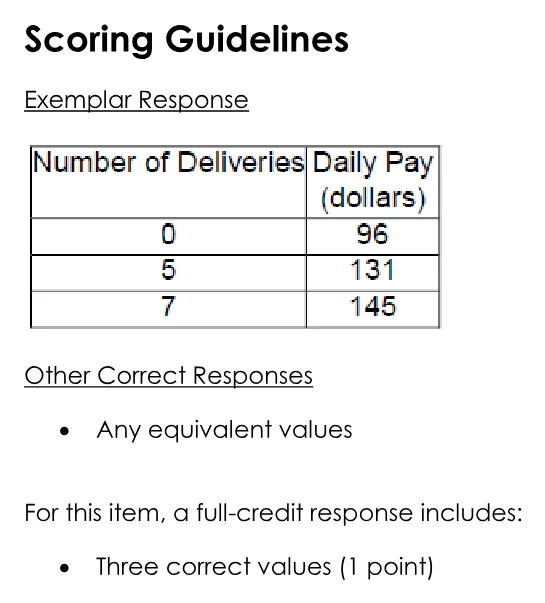 Scoring Guidelines
Exemplar Response
Number of Deliveries Daily Pay
(dollars)
0 96
5 131
7 145
Other Correct Responses
• Any equivalent values
For this item, a full-credit response includes:
• Three correct values (1 point)